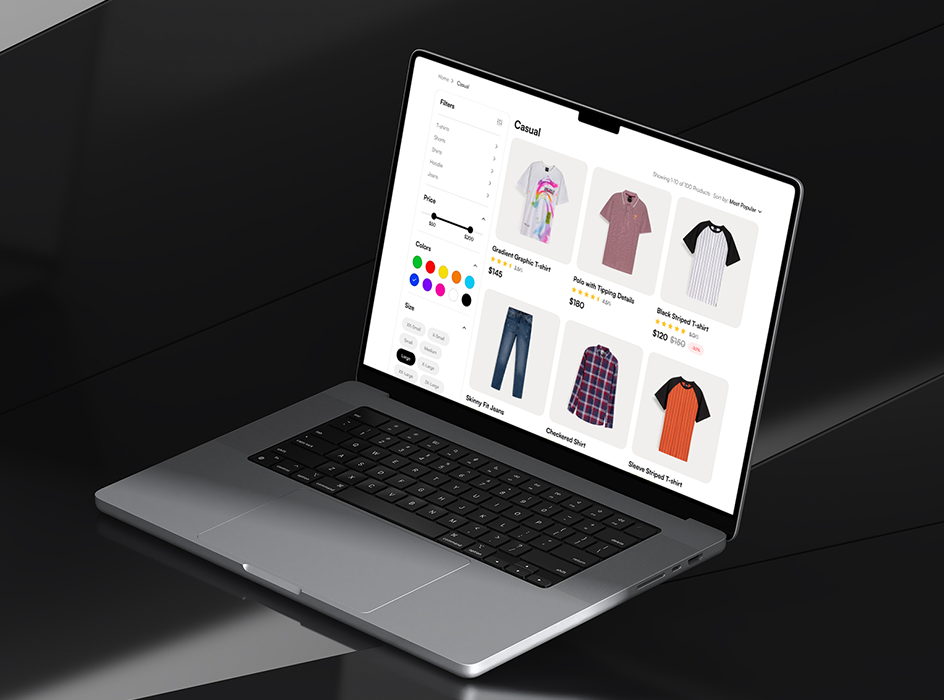 Home > Casual
Filters
T-shirts
Shorts
Shirts
Hoodie
Jeans
Price
$50
$200
Colors
Size
XX-Small
X-Small
Small
Medium
Large
X-Large
XX-Large
3X-Large
Casual
Showing 1-10 of 100 Products
Sort by: Most Popular
Gradient Graphic T-shirt
3.5/5
$145
Polo with Tipping Details
4.5/5
$180
Black Striped T-shirt
5.0/5
$120 $160 -30%
Skinny Fit Jeans
Checkered Shirt
Sleeve Striped T-shirt
Q W E R T Y U I O P
A S D F G H J K L
Z X C V B N M
command
option